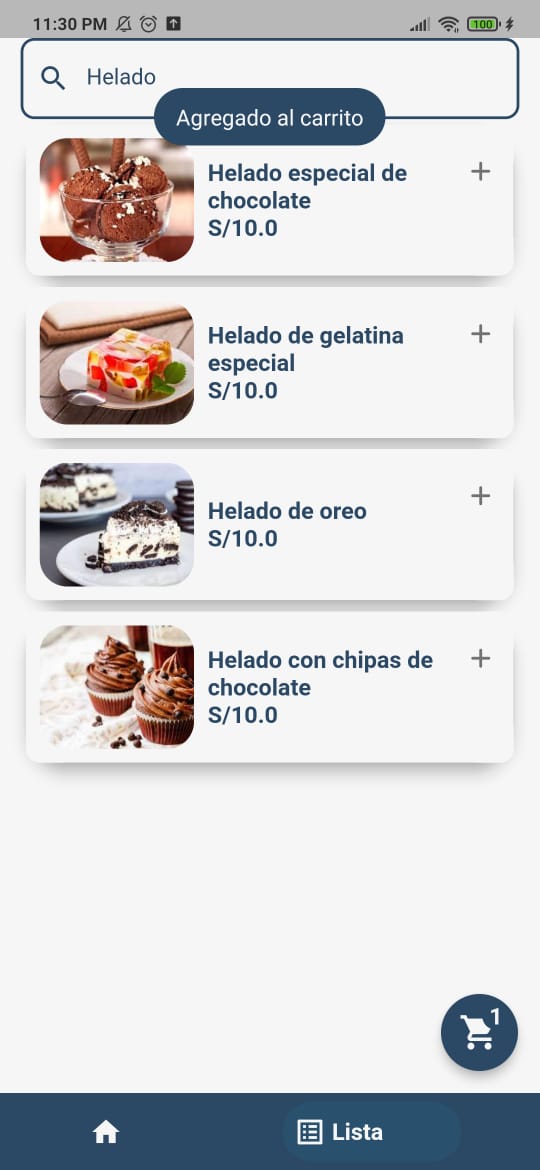 11:30 PM
100
Helado
Agregado al carrito
Helado especial de
chocolate
S/10.0
Helado de gelatina
especial
S/10.0
Helado de oreo
S/10.0
Helado con chipas de
chocolate
S/10.0
1
Lista